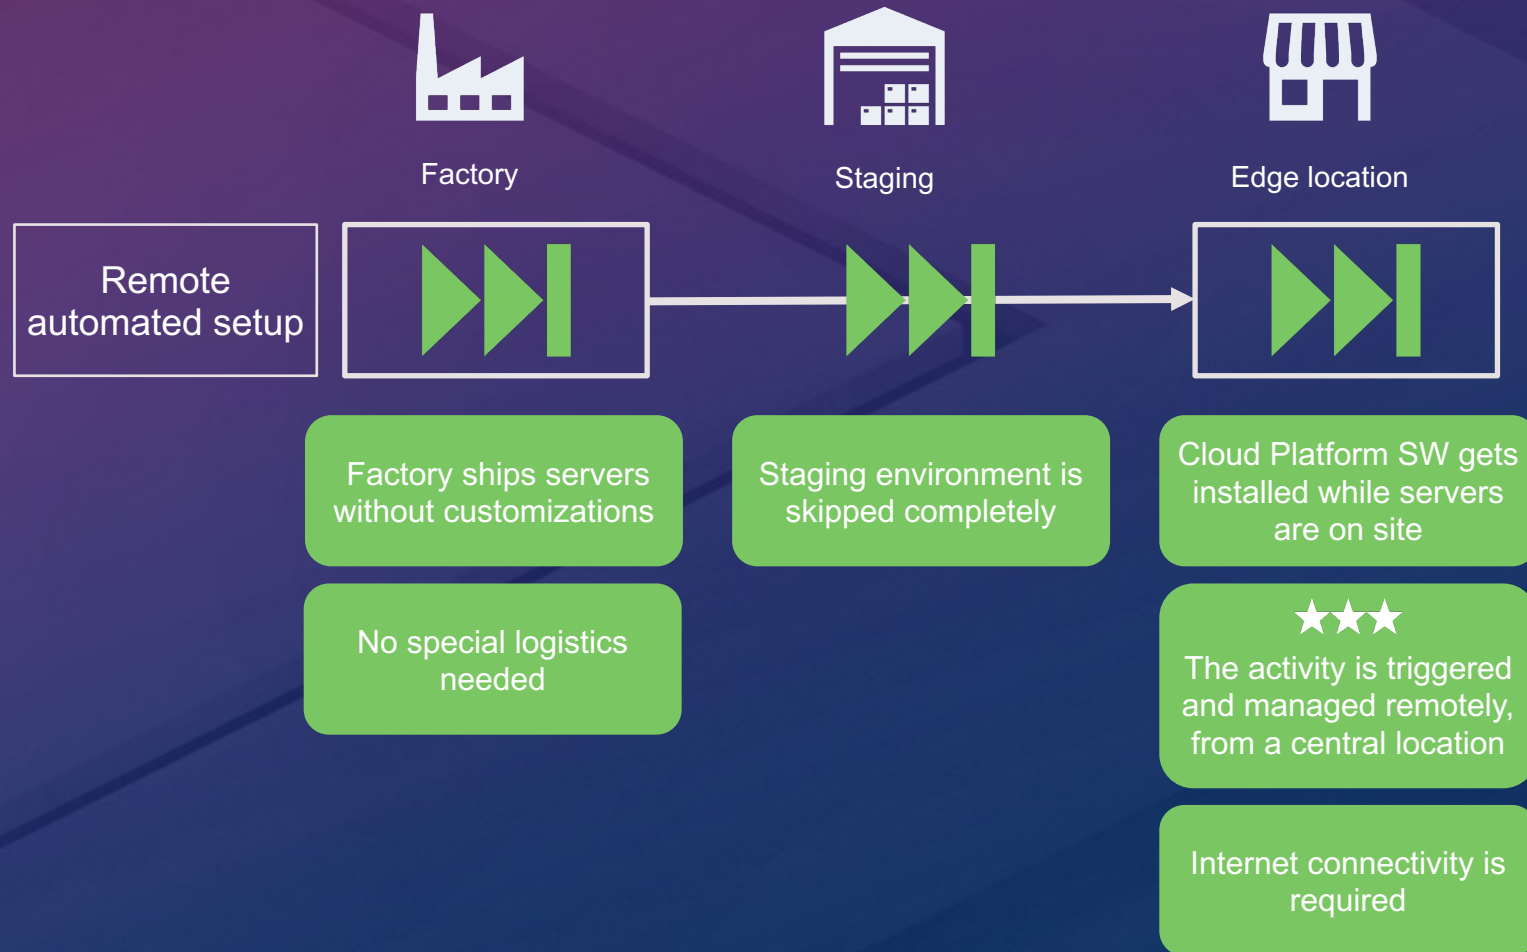 Factory
Staging
Edge location
Remote
automated setup
Factory ships servers
without customizations
Staging environment is
skipped completely
Cloud Platform SW gets
installed while servers
are on site
No special logistics
needed
The activity is triggered
and managed remotely,
from a central location
Internet connectivity is
required